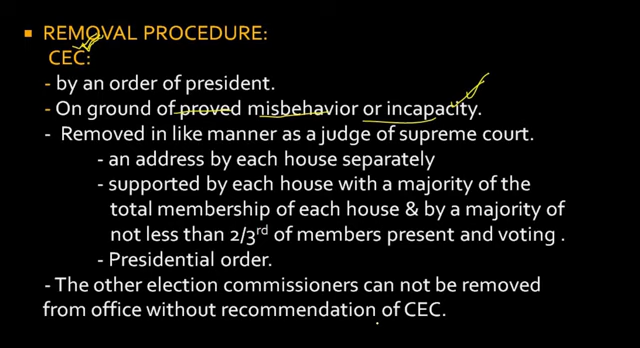 ▪ REMOVAL PROCEDURE:
CEC:
- by an order of president.
- On ground of proved misbehavior or incapacity.
- Removed in like manner as a judge of supreme court.
- an address by each house separately
- supported by each house with a majority of the
total membership of each house & by a majority of
not less than 2/3rd of members present and voting .
- Presidential order.
- The other election commissioners can not be removed
from office without recommendation of CEC.